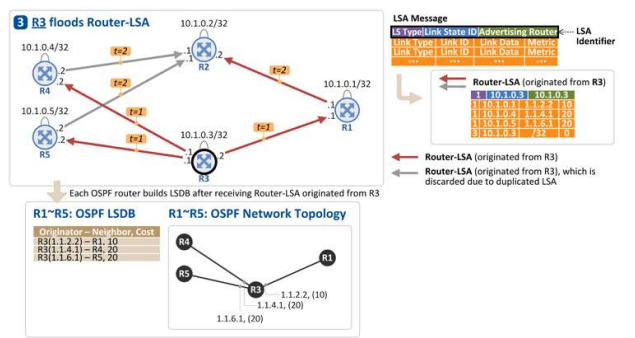 3 R3 floods Router-LSA
10.1.0.4/32
R4
.2
10.1.0.5/32
R5
.2
.2
t=2
t=2
10.1.0.2/32
.1
.1
.2
R2
t=2
10.1.0.1/32
.1
.1
R1
t=1
t=1
10.1.0.3/32
.1
.1
.2
R3
t=1
LSA Message
LS Type Link State ID Advertising Router
LSA Identifier
Link Type Link ID Link Data Metric
Link Type Link ID Link Data Metric
... ... ... ...
Router-LSA (originated from R3)
1 10.1.0.3 10.1.0.3
1 10.1.0.1 1.1.2.2 10
1 10.1.0.4 1.1.4.1 20
1 10.1.0.5 1.1.6.1 20
3 10.1.0.3 /32 0
Router-LSA (originated from R3)
Router-LSA (originated from R3), which is
discarded due to duplicated LSA
Each OSPF router builds LSDB after receiving Router-LSA originated from R3
R1~R5: OSPF LSDB
Originator – Neighbor, Cost
R3(1.1.2.2) – R1, 10
R3(1.1.4.1) – R4, 20
R3(1.1.6.1) – R5, 20
R1~R5: OSPF Network Topology
R4
R5
R1
R3
1.1.2.2, (10)
1.1.4.1, (20)
1.1.6.1, (20)